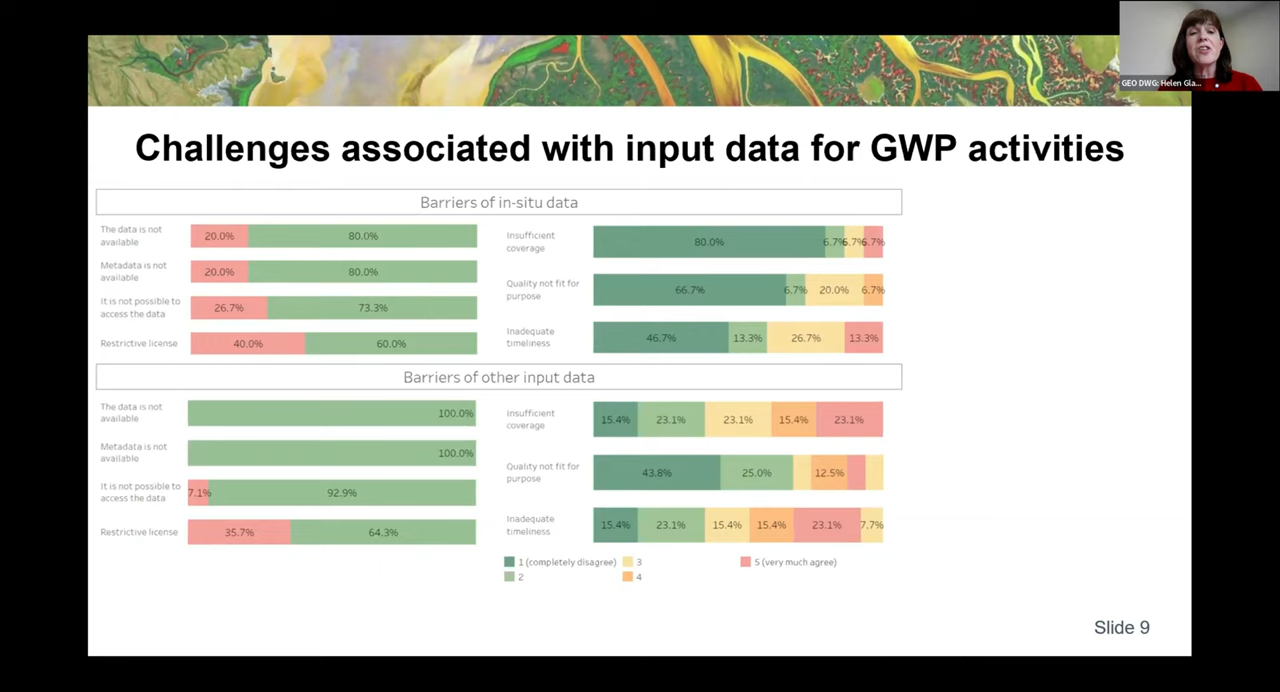 GEO DWG: Helen Gla...
Challenges associated with input data for GWP activities
Barriers of in-situ data
The data is not
available
20.0% 80.0%
Metadata is not
available
20.0% 80.0%
It is not possible to
access the data
26.7% 73.3%
Restrictive license
40.0% 60.0%
Insufficient
coverage
80.0% 6.7% 6.7% 6.7%
Quality not fit for
purpose
66.7% 6.7% 20.0% 6.7%
Inadequate
timeliness
46.7% 13.3% 26.7% 13.3%
Barriers of other input data
The data is not
available
100.0%
Metadata is not
available
100.0%
It is not possible to
access the data
7.1% 92.9%
Restrictive license
35.7% 64.3%
Insufficient
coverage
15.4% 23.1% 23.1% 15.4% 23.1%
Quality not fit for
purpose
43.8% 25.0% 12.5%
Inadequate
timeliness
15.4% 23.1% 15.4% 15.4% 23.1% 7.7%
1 (completely disagree) 3 5 (very much agree)
2 4
Slide 9